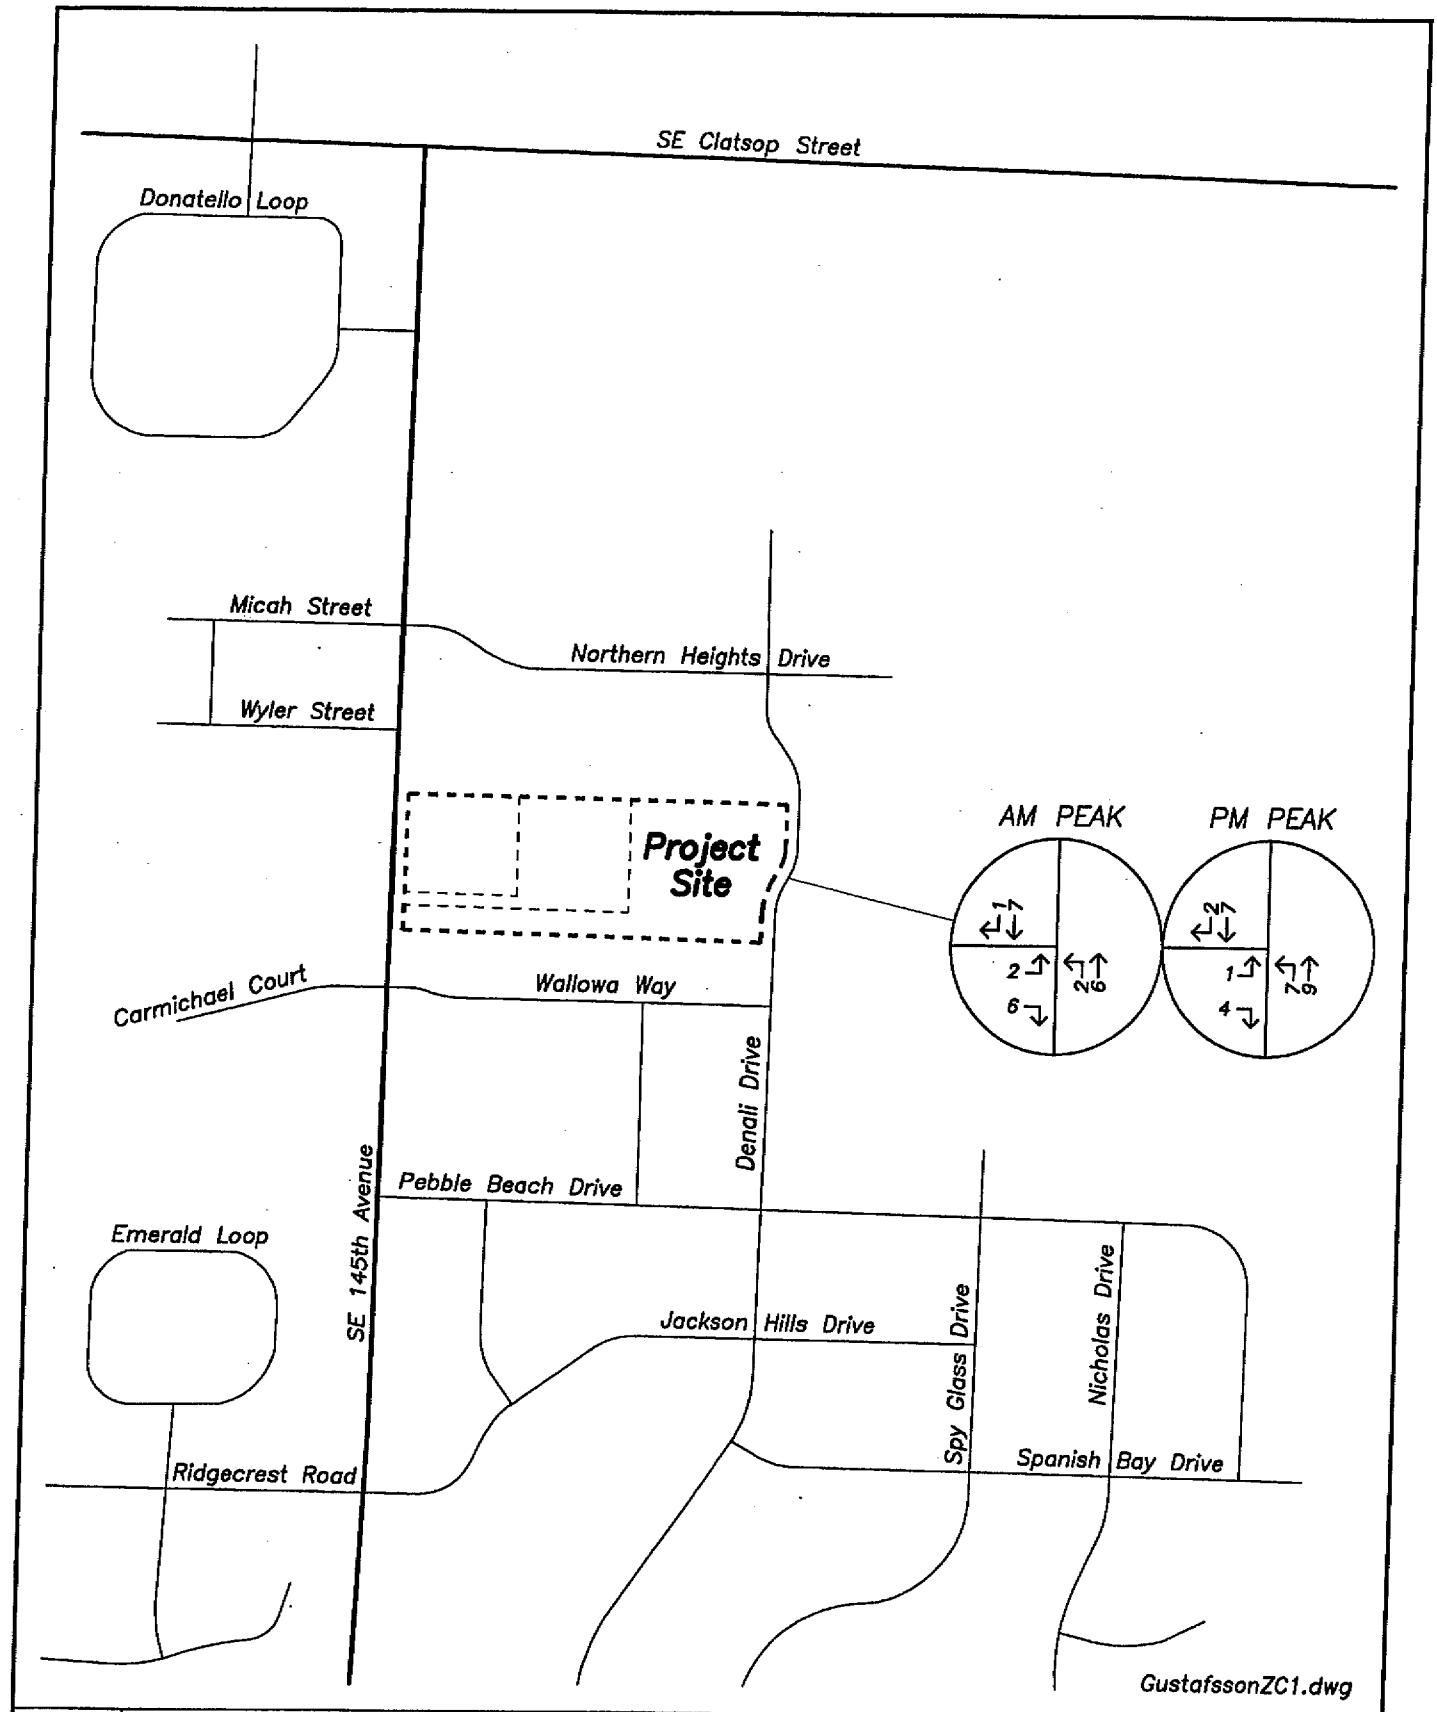 SE Clatsop Street
Donatello Loop
Micah Street
Northern Heights Drive
Wyler Street
AM PEAK
PM PEAK
Project
Site
1
7
2
7
2
6
2
6
1
4
7
9
Carmichael Court
Wallowa Way
Denali Drive
SE 145th Avenue
Pebble Beach Drive
Emerald Loop
Jackson Hills Drive
Spy Glass Drive
Nicholas Drive
Ridgecrest Road
Spanish Bay Drive
GustafssonZC1.dwg